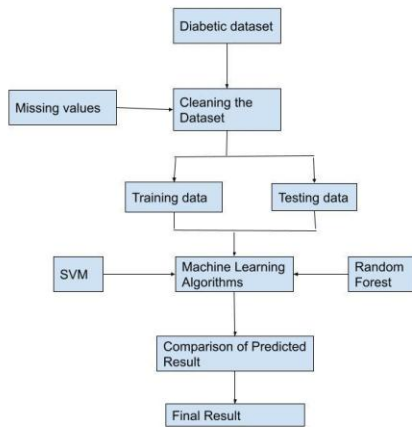 Diabetic dataset
Missing values
Cleaning the
Dataset
Training data
Testing data
SVM
Machine Learning
Algorithms
Random
Forest
Comparison of Predicted
Result
Final Result